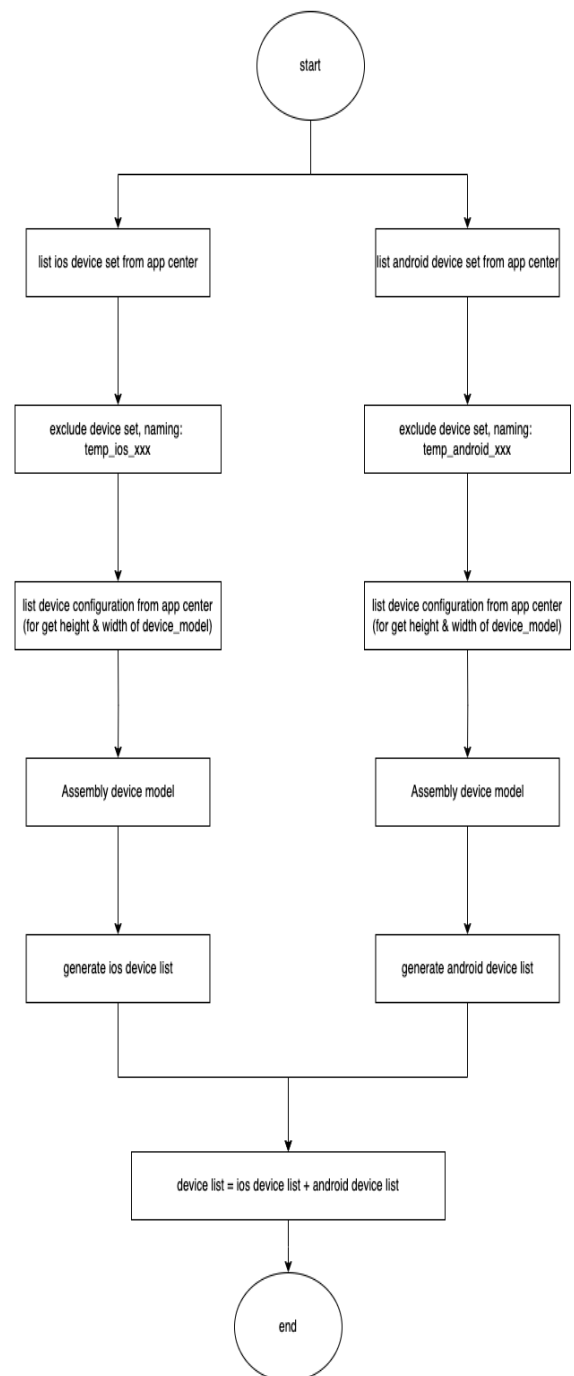 start
list ios device set from app center
list android device set from app center
exclude device set, naming:
temp_ios_xxx
exclude device set, naming:
temp_android_xxx
list device configuration from app center
(for get height & width of device_model)
list device configuration from app center
(for get height & width of device_model)
Assembly device model
Assembly device model
generate ios device list
generate android device list
device list = ios device list + android device list
end